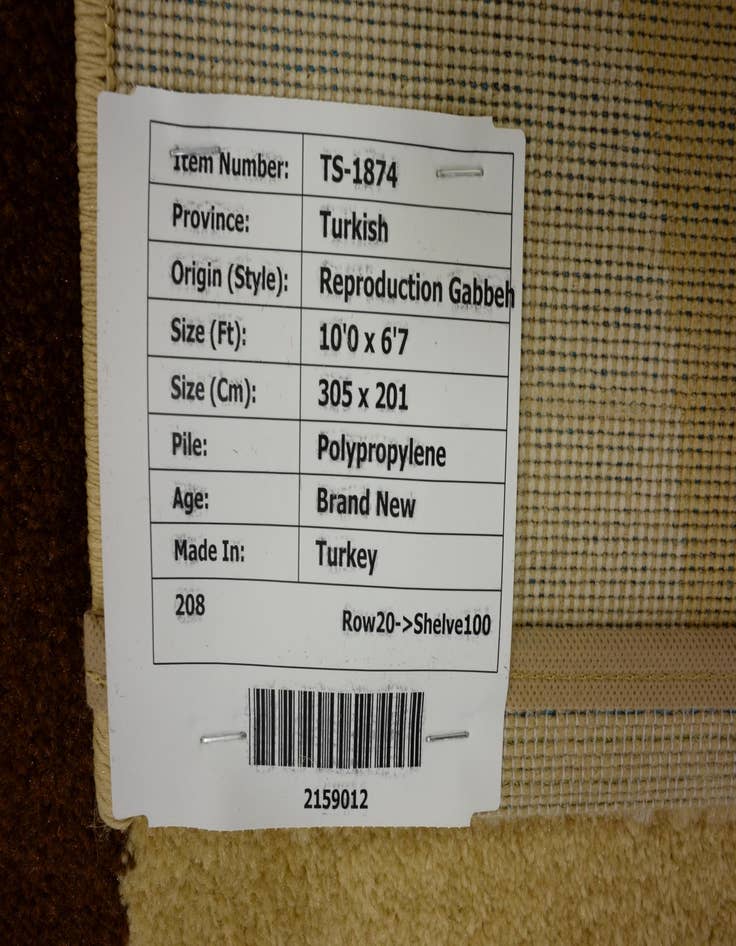 Item Number: TS-1874
Province: Turkish
Origin (Style): Reproduction Gabbeh
Size (Ft): 10'0 x 6'7
Size (Cm): 305 x 201
Pile: Polypropylene
Age: Brand New
Made In: Turkey
208 Row20->Shelve100
2159012